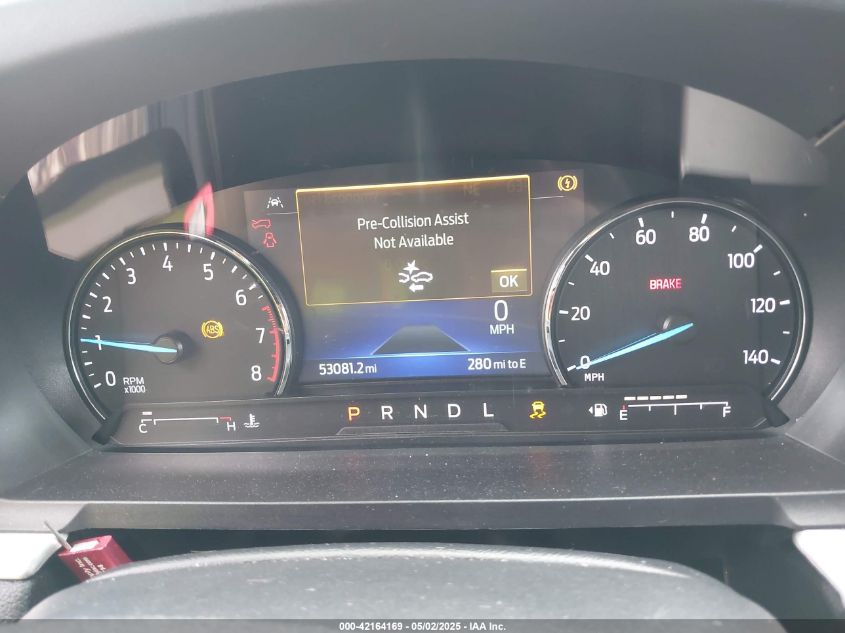 Pre-Collision Assist
Not Available
OK
0
MPH
53081.2 mi
280 mi to E
0 1 2 3 4 5 6 7 8
RPM
x1000
ABS
0 20 40 60 80 100 120 140
BRAKE
MPH
C H
P R N D L
E F
000-42164169 • 05/02/2025 - IAA Inc.